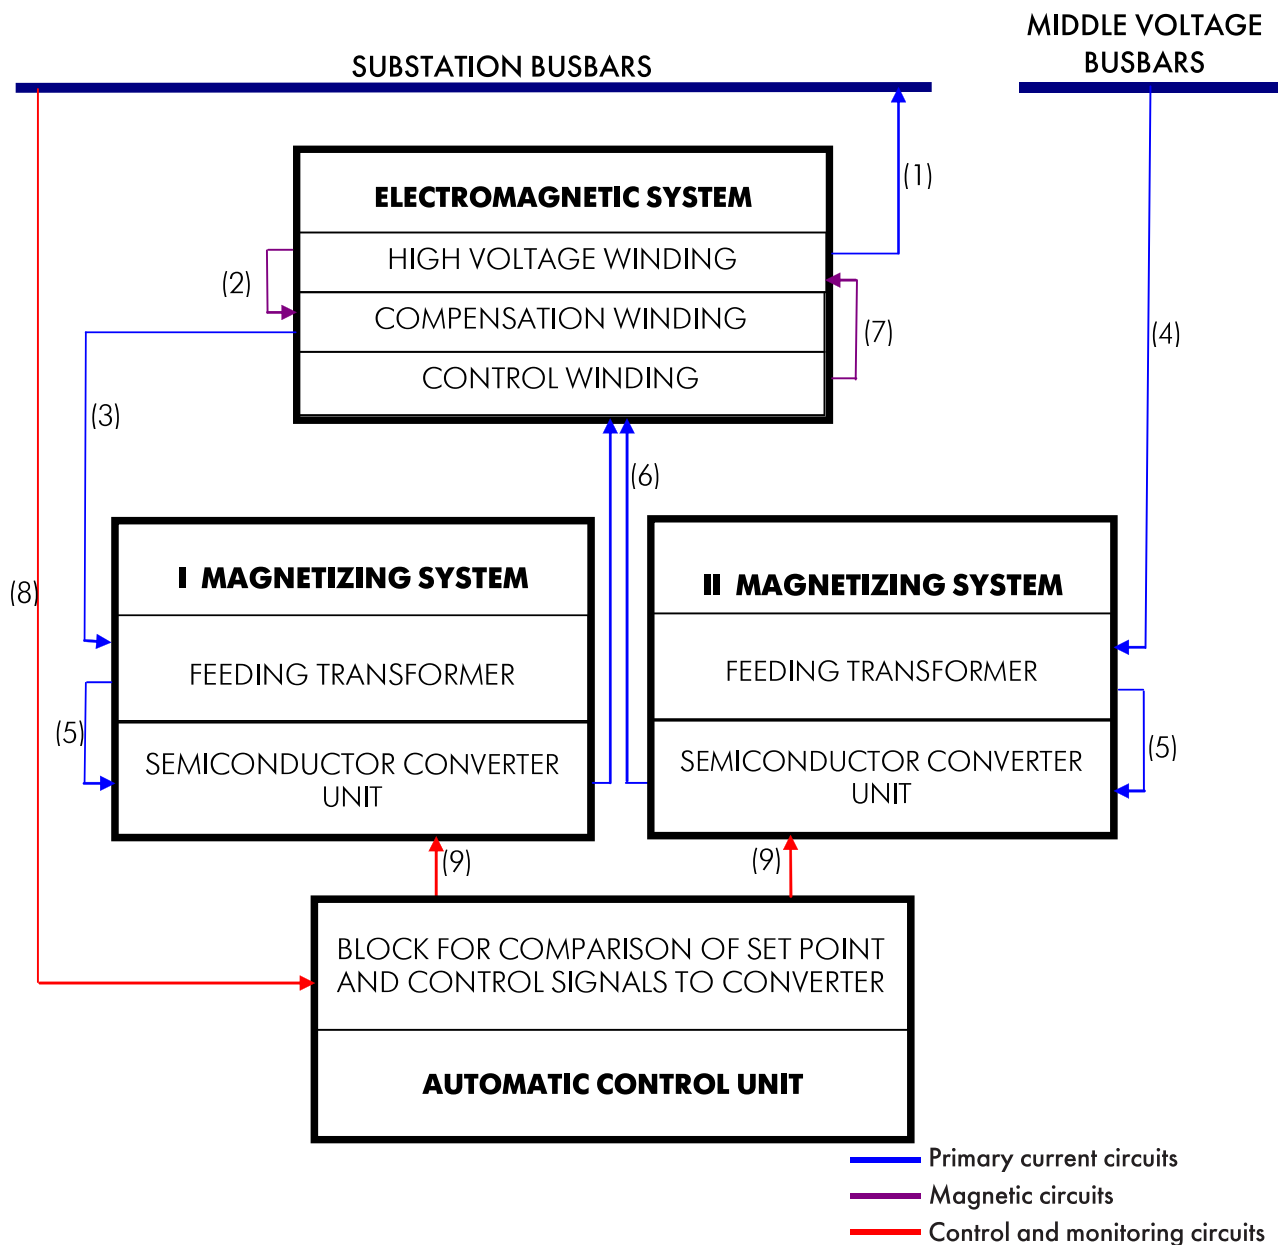 MIDDLE VOLTAGE
BUSBARS
SUBSTATION BUSBARS
(1)
ELECTROMAGNETIC SYSTEM
HIGH VOLTAGE WINDING
(2)
COMPENSATION WINDING
(7)
(4)
CONTROL WINDING
(3)
(6)
I MAGNETIZING SYSTEM
II MAGNETIZING SYSTEM
(8)
FEEDING TRANSFORMER
FEEDING TRANSFORMER
(5)
(5)
SEMICONDUCTOR CONVERTER
UNIT
SEMICONDUCTOR CONVERTER
UNIT
(9)
(9)
BLOCK FOR COMPARISON OF SET POINT
AND CONTROL SIGNALS TO CONVERTER
AUTOMATIC CONTROL UNIT
Primary current circuits
Magnetic circuits
Control and monitoring circuits